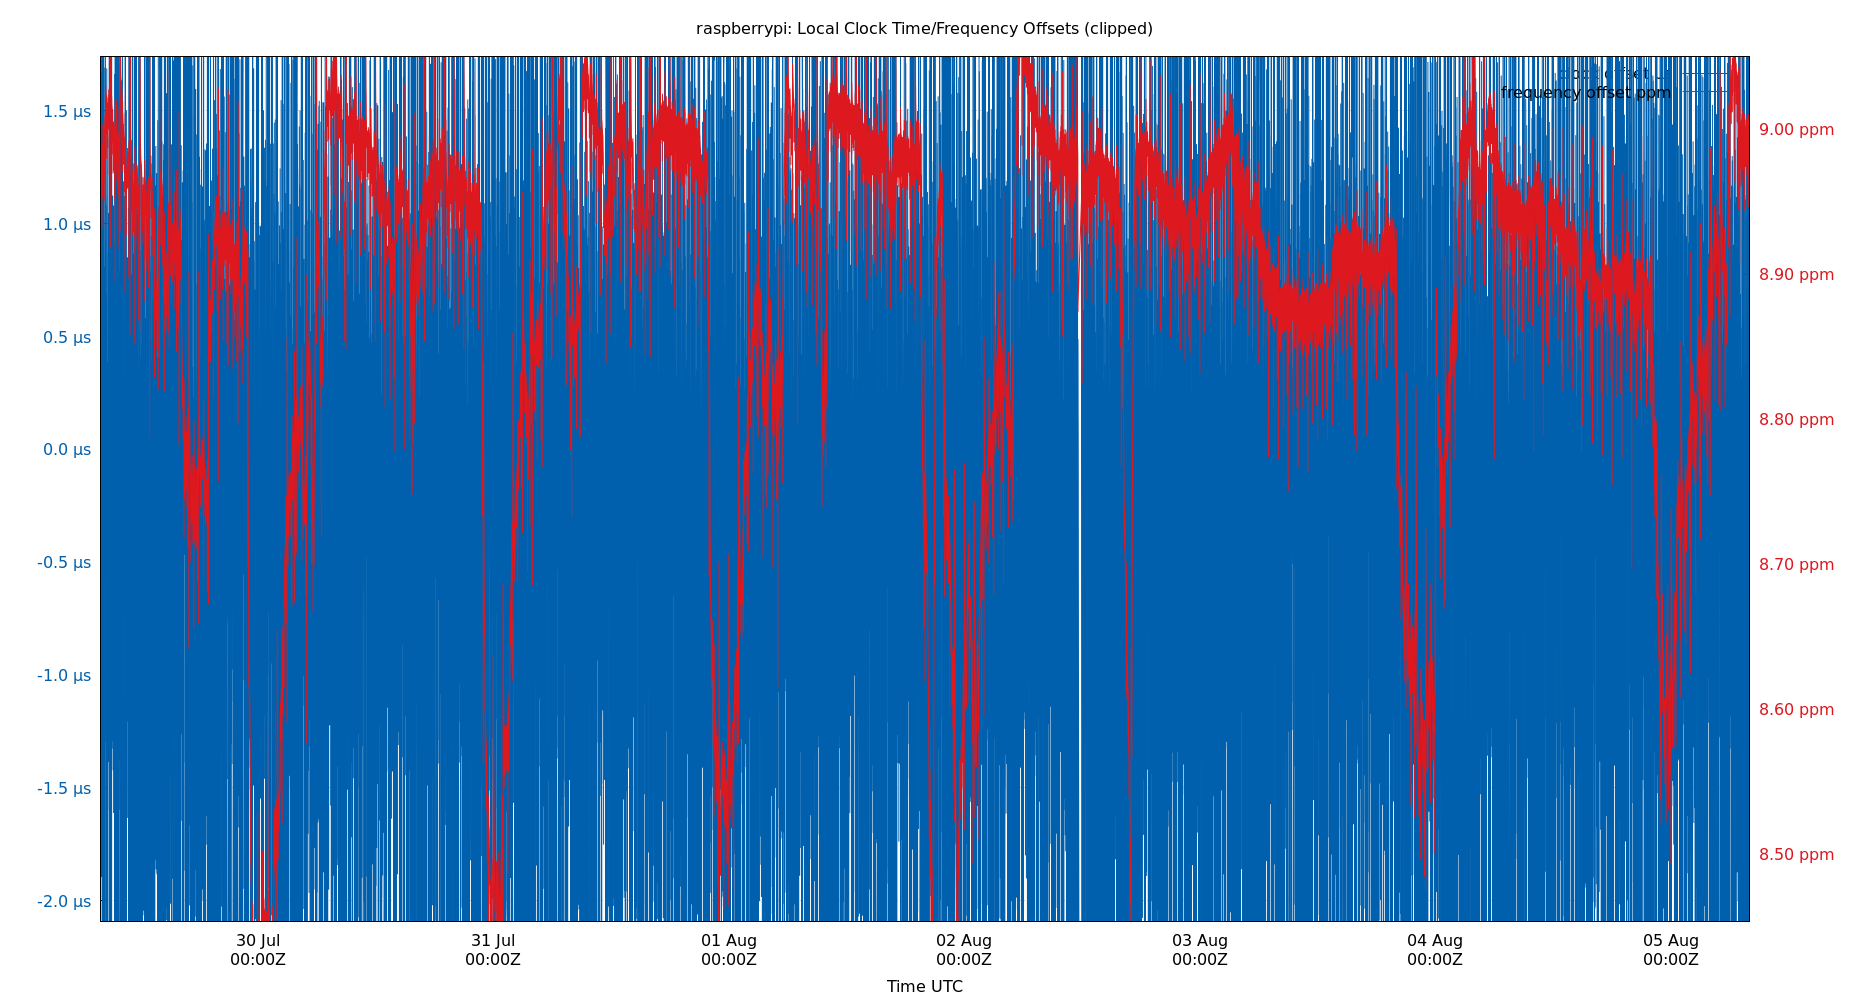 raspberrypi: Local Clock Time/Frequency Offsets (clipped)
clock offset µs
frequency offset ppm
1.5 µs
1.0 µs
0.5 µs
0.0 µs
-0.5 µs
-1.0 µs
-1.5 µs
-2.0 µs
9.00 ppm
8.90 ppm
8.80 ppm
8.70 ppm
8.60 ppm
8.50 ppm
30 Jul
00:00Z
31 Jul
00:00Z
01 Aug
00:00Z
02 Aug
00:00Z
03 Aug
00:00Z
04 Aug
00:00Z
05 Aug
00:00Z
Time UTC